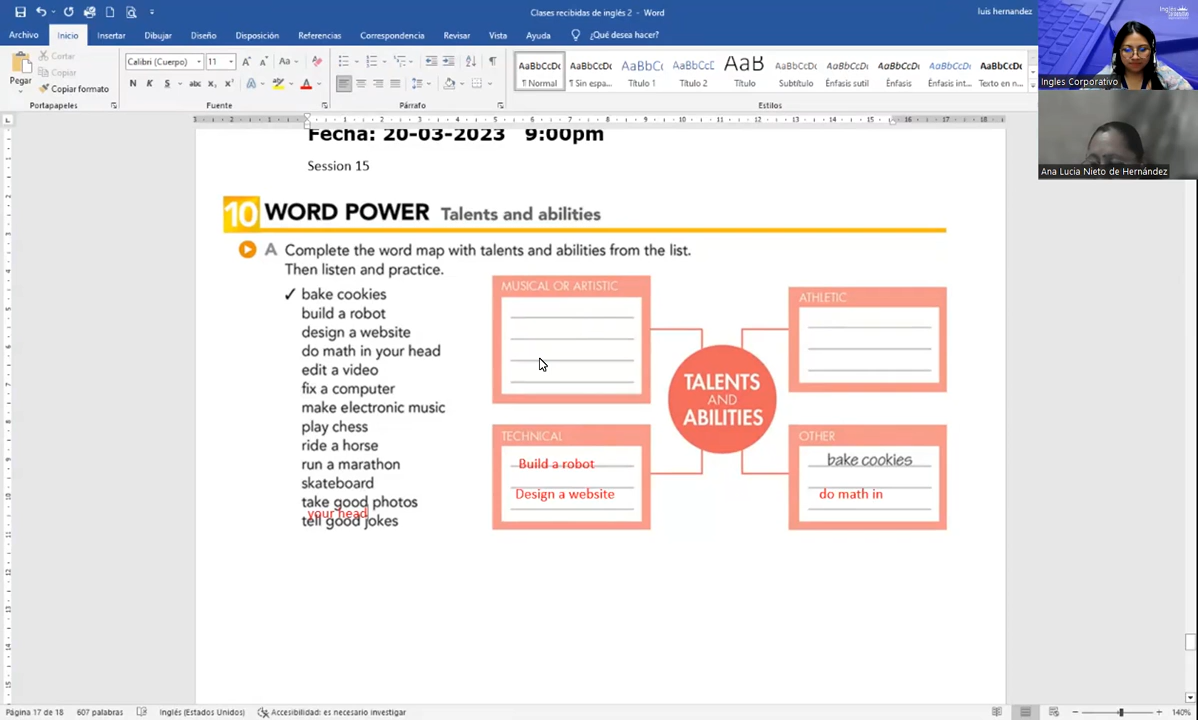 Clases recibidas de inglés 2 - Word
luis hernandez
Archivo Inicio Insertar Dibujar Diseño Disposición Referencias Correspondencia Revisar Vista Ayuda ¿Qué desea hacer?
Pegar
Cortar
Copiar
Copiar formato
Portapapeles
Calibri (Cuerpo) 11
Fuente
Párrafo
AaBbCcDc AaBbCcDc AaBbCc AaBbCcE AaB AaBbCcD AaBbCcDc AaBbCcDc AaBbCcDc AaBbCcDc
¶ Normal ¶ Sin espa... Título 1 Título 2 Título Subtítulo Énfasis sutil Énfasis Énfasis int... Texto en n...
Estilos
Ingles Corporativo
Ana Lucia Nieto de Hernández
Fecha: 20-03-2023 9:00pm
Session 15
10 WORD POWER Talents and abilities
A Complete the word map with talents and abilities from the list.
Then listen and practice.
✓ bake cookies
build a robot
design a website
do math in your head
edit a video
fix a computer
make electronic music
play chess
ride a horse
run a marathon
skateboard
take good photos
your head
tell good jokes
MUSICAL OR ARTISTIC
ATHLETIC
TALENTS
AND
ABILITIES
TECHNICAL
Build a robot
Design a website
OTHER
bake cookies
do math in
Página 17 de 18 607 palabras Inglés (Estados Unidos) Accesibilidad: es necesario investigar
140%